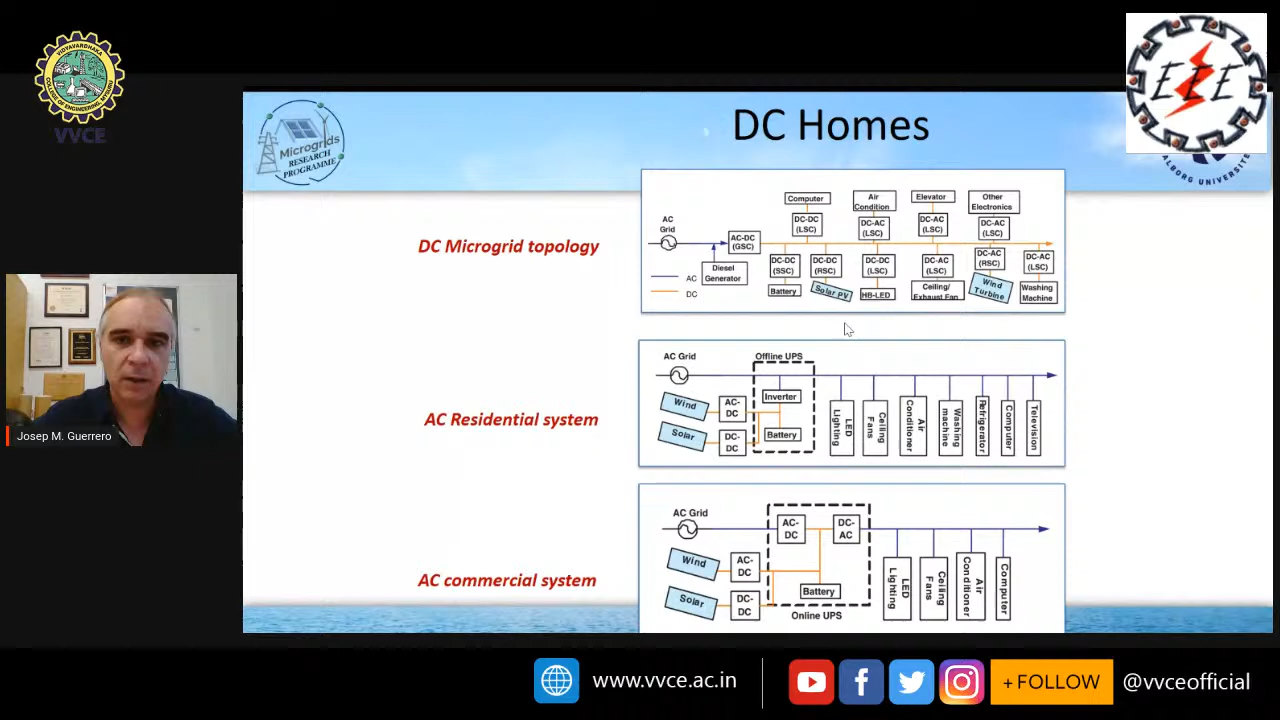 VIDYAVARDHAKA
COLLEGE OF ENGINEERING, MYSURU
VVCE
EEE
AALBORG UNIVERSITY
Microgrids
RESEARCH
PROGRAMME
DC Homes
DC Microgrid topology
AC
Grid
AC-DC
(GSC)
Diesel
Generator
AC
DC
Computer
DC-DC
(LSC)
Air
Condition
DC-AC
(LSC)
Elevator
DC-AC
(LSC)
Other
Electronics
DC-AC
(LSC)
DC-DC
(SSC)
Battery
DC-DC
(RSC)
Solar PV
DC-DC
(LSC)
HB-LED
AC-DC
(LSC)
Ceiling/
Exhaust Fan
DC-AC
(RSC)
Wind
Turbine
DC-AC
(LSC)
Washing
Machine
AC Residential system
AC Grid
Offline UPS
Wind
AC-
DC
Solar
DC-
DC
Inverter
Battery
LED
Lighting
Ceiling
Fans
Air
Conditioner
Washing
machine
Refrigerator
Computer
Television
AC commercial system
AC Grid
AC-
DC
DC-
AC
Wind
AC-
DC
Solar
DC-
DC
Battery
Online UPS
LED
Lighting
Ceiling
Fans
Air
Conditioner
Computer
Josep M. Guerrero
www.vvce.ac.in
+ FOLLOW
@vvceofficial